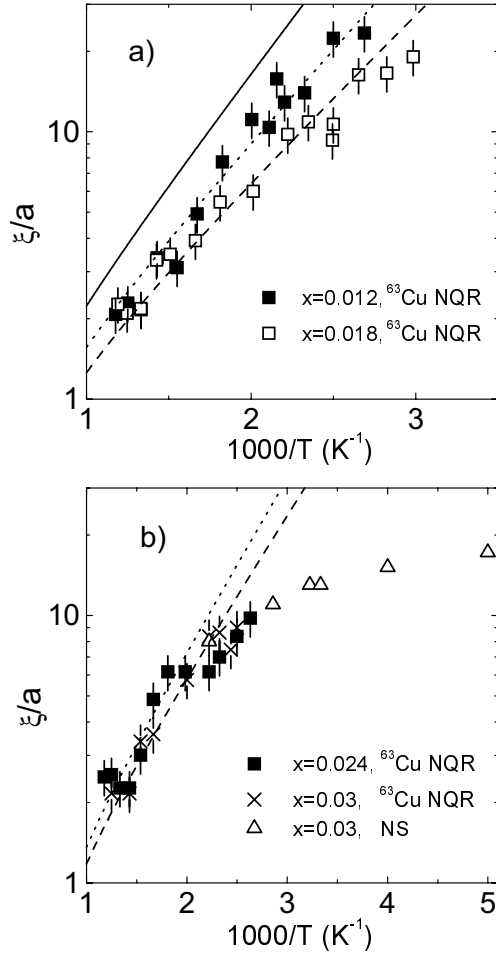 a)
10
ξ/a
x=0.012, ⁶³Cu NQR
x=0.018, ⁶³Cu NQR
1
1 2 3
1000/T (K⁻¹)
b)
10
ξ/a
x=0.024, ⁶³Cu NQR
x=0.03, ⁶³Cu NQR
x=0.03, NS
1
1 2 3 4 5
1000/T (K⁻¹)